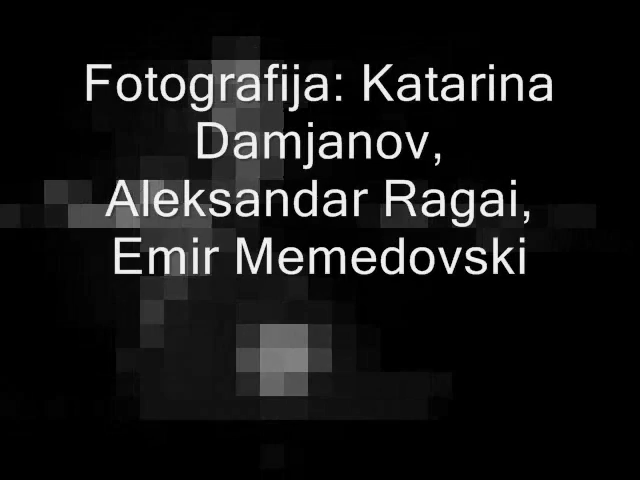 Fotografija: Katarina
Damjanov,
Aleksandar Ragai,
Emir Memedovski